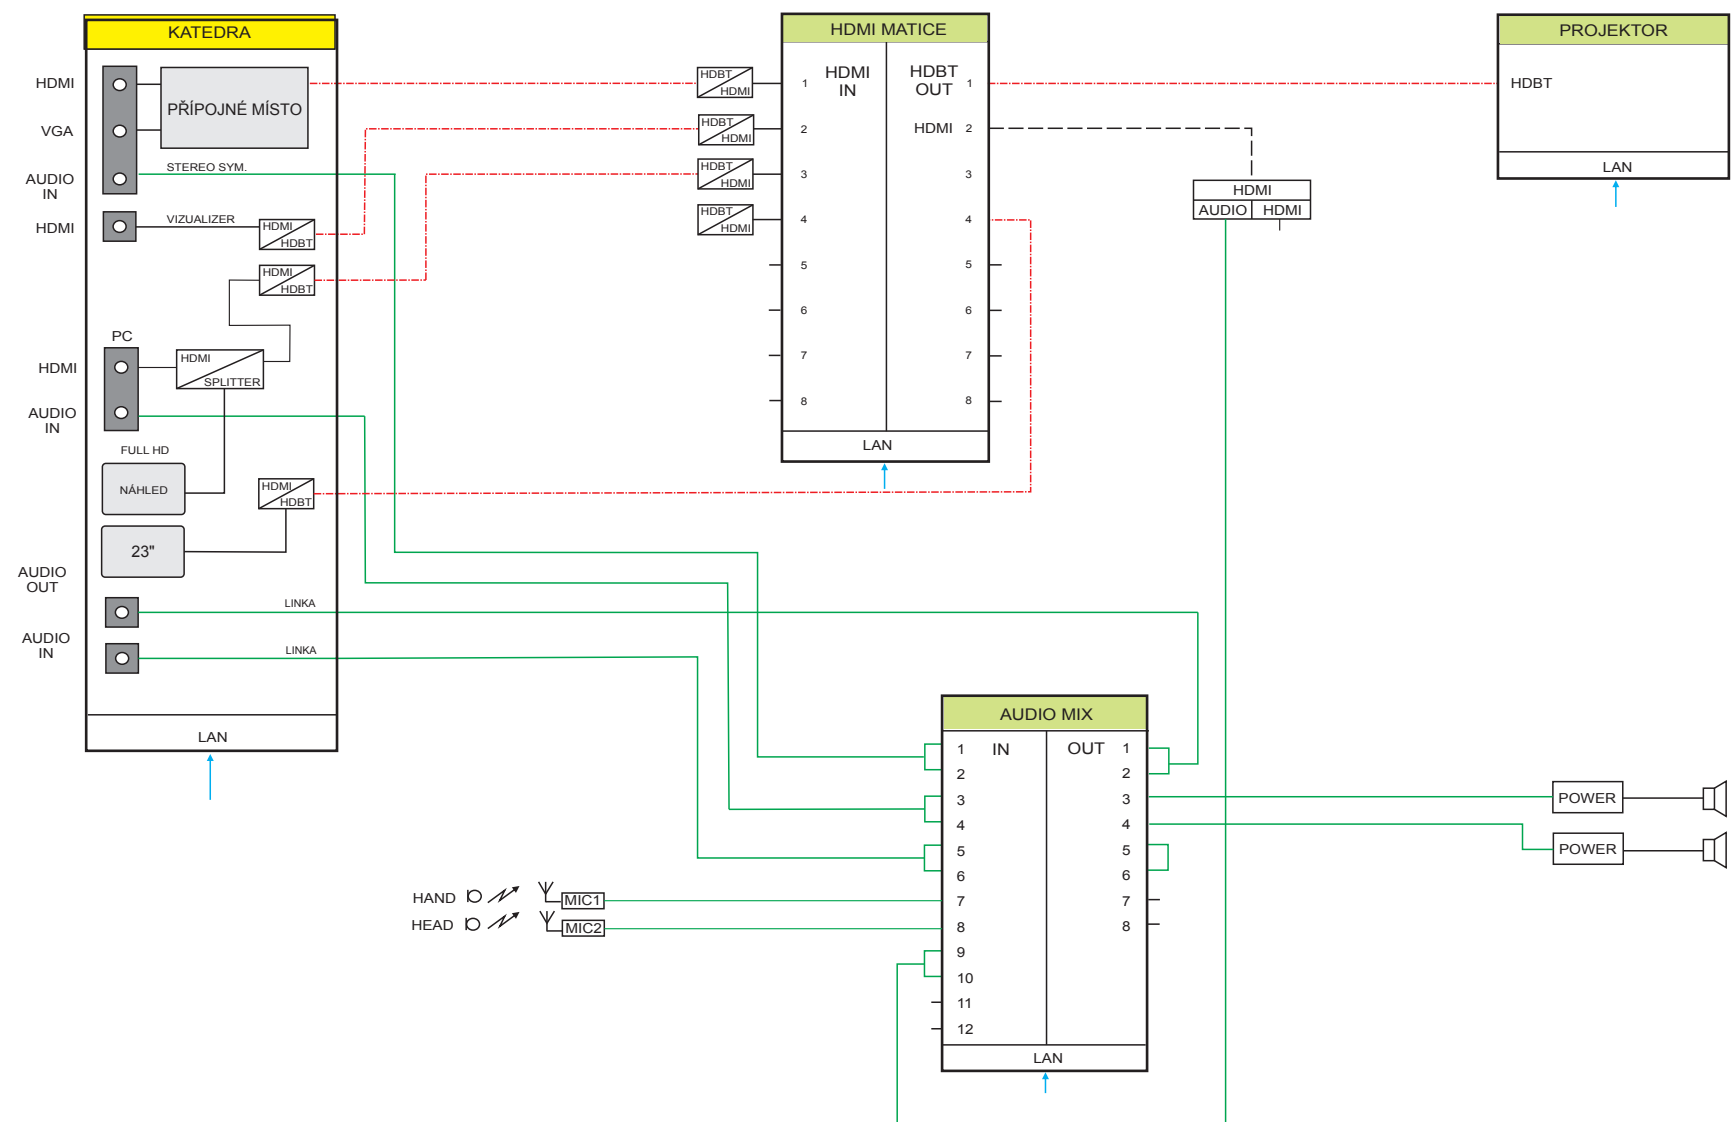 KATEDRA
HDMI
VGA
AUDIO
IN
HDMI
PŘÍPOJNÉ MÍSTO
STEREO SYM.
VIZUALIZER
HDMI
HDBT
HDMI
HDBT
PC
HDMI
AUDIO
IN
HDMI
SPLITTER
FULL HD
NÁHLED
23"
HDMI
HDBT
AUDIO
OUT
AUDIO
IN
LINKA
LINKA
LAN
HDMI MATICE
HDBT
HDMI
HDBT
HDMI
HDBT
HDMI
HDBT
HDMI
HDMI
IN
1
2
3
4
5
6
7
8
HDBT
OUT
HDMI
1
2
3
4
5
6
7
8
LAN
HDMI
AUDIO HDMI
PROJEKTOR
HDBT
LAN
AUDIO MIX
IN
1
2
3
4
5
6
7
8
9
10
11
12
OUT
1
2
3
4
5
6
7
8
LAN
HAND
MIC1
HEAD
MIC2
POWER
POWER